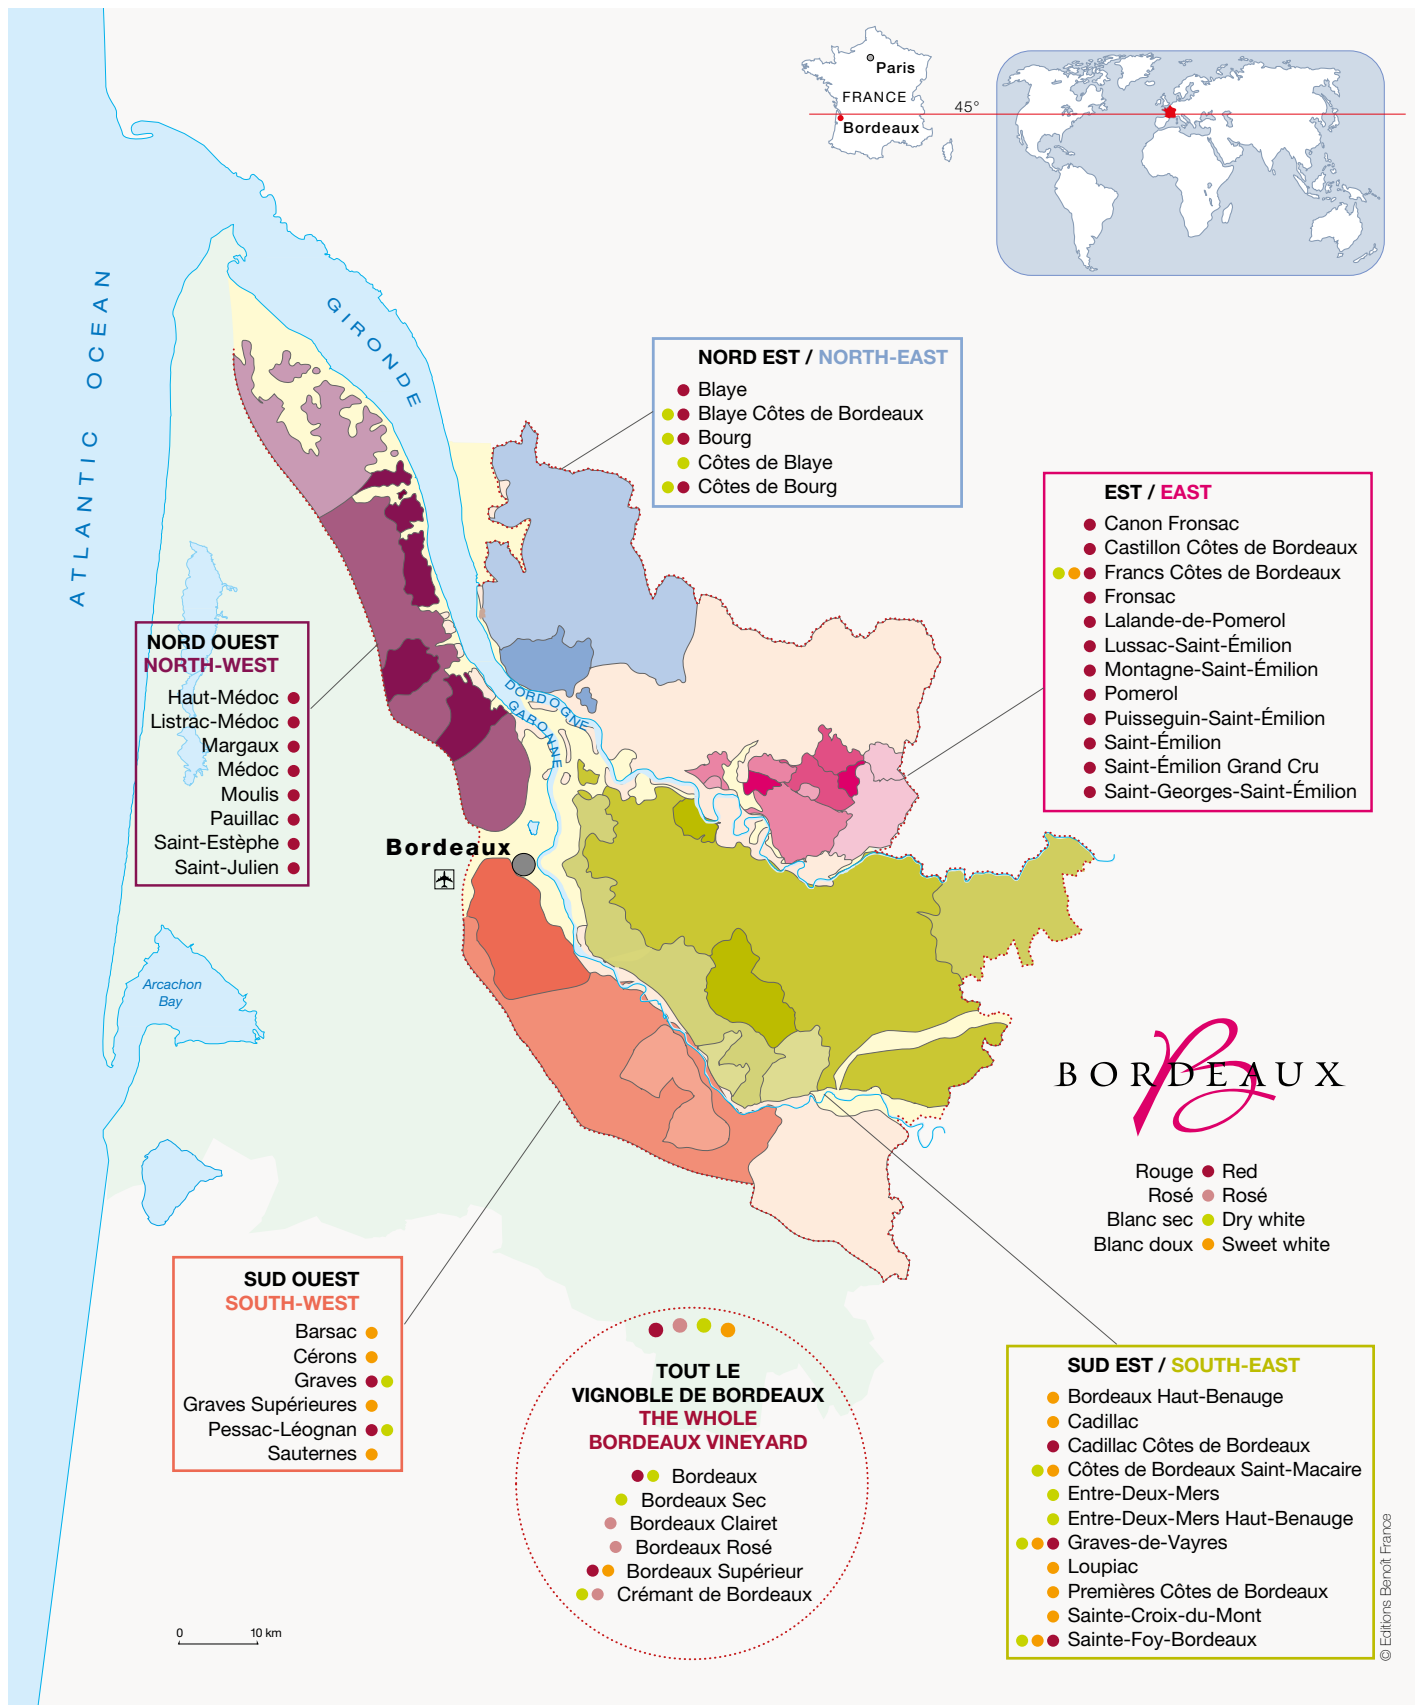 Paris
FRANCE
45°
Bordeaux
ATLANTIC OCEAN
GIRONDE
NORD EST / NORTH-EAST
Blaye
Blaye Côtes de Bordeaux
Bourg
Côtes de Blaye
Côtes de Bourg
EST / EAST
Canon Fronsac
Castillon Côtes de Bordeaux
Francs Côtes de Bordeaux
Fronsac
Lalande-de-Pomerol
Lussac-Saint-Émilion
Montagne-Saint-Émilion
Pomerol
Puisseguin-Saint-Émilion
Saint-Émilion
Saint-Émilion Grand Cru
Saint-Georges-Saint-Émilion
NORD OUEST
NORTH-WEST
Haut-Médoc
Listrac-Médoc
Margaux
Médoc
Moulis
Pauillac
Saint-Estèphe
Saint-Julien
DORDOGNE
GARONNE
Bordeaux
Arcachon
Bay
BORDEAUX
B
Rouge Red
Rosé Rosé
Blanc sec Dry white
Blanc doux Sweet white
SUD OUEST
SOUTH-WEST
Barsac
Cérons
Graves
Graves Supérieures
Pessac-Léognan
Sauternes
TOUT LE
VIGNOBLE DE BORDEAUX
THE WHOLE
BORDEAUX VINEYARD
Bordeaux
Bordeaux Sec
Bordeaux Clairet
Bordeaux Rosé
Bordeaux Supérieur
Crémant de Bordeaux
SUD EST / SOUTH-EAST
Bordeaux Haut-Benauge
Cadillac
Cadillac Côtes de Bordeaux
Côtes de Bordeaux Saint-Macaire
Entre-Deux-Mers
Entre-Deux-Mers Haut-Benauge
Graves-de-Vayres
Loupiac
Premières Côtes de Bordeaux
Sainte-Croix-du-Mont
Sainte-Foy-Bordeaux
0 10 km
© Editions Benoît France